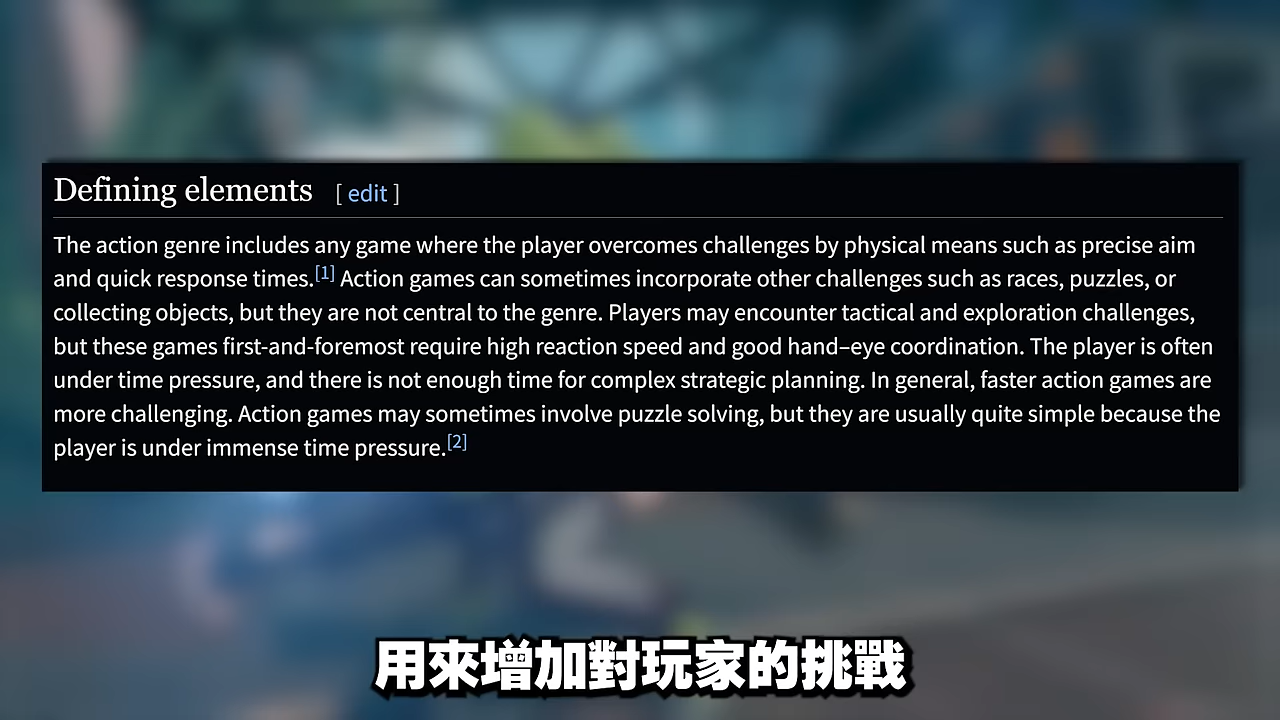 Defining elements [ edit ]
The action genre includes any game where the player overcomes challenges by physical means such as precise aim
and quick response times.[1] Action games can sometimes incorporate other challenges such as races, puzzles, or
collecting objects, but they are not central to the genre. Players may encounter tactical and exploration challenges,
but these games first-and-foremost require high reaction speed and good hand–eye coordination. The player is often
under time pressure, and there is not enough time for complex strategic planning. In general, faster action games are
more challenging. Action games may sometimes involve puzzle solving, but they are usually quite simple because the
player is under immense time pressure.[2]
用來增加對玩家的挑戰